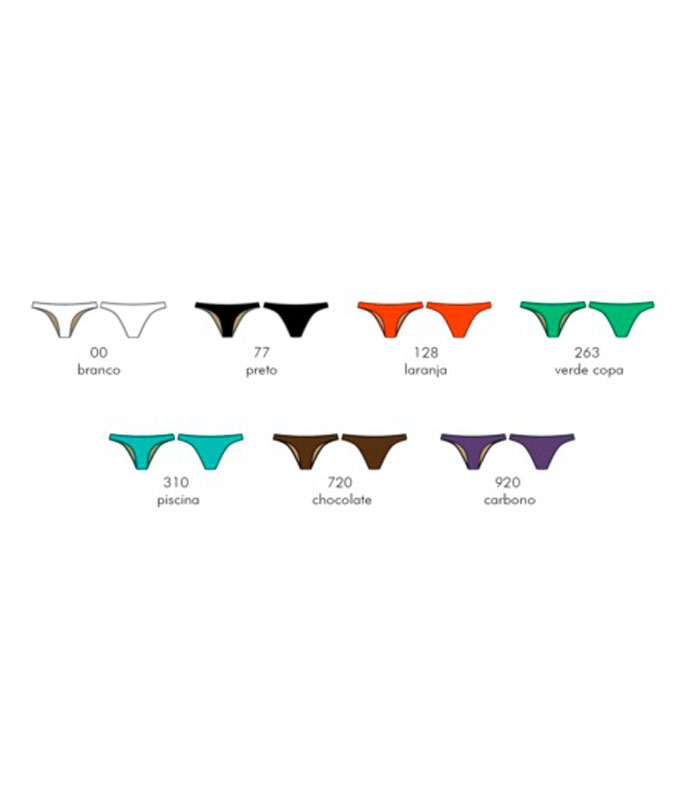 00
branco
77
preto
128
laranja
263
verde copa
310
piscina
720
chocolate
920
carbono